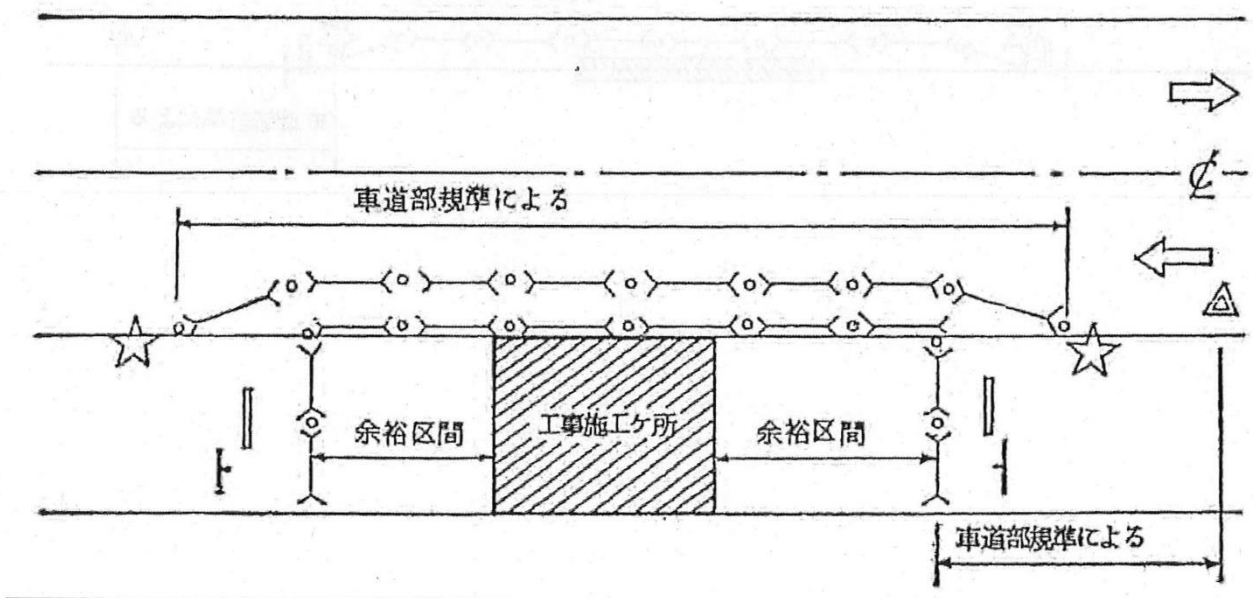 車道部規準による
余裕区間
工事施工ケ所
余裕区間
車道部規準による